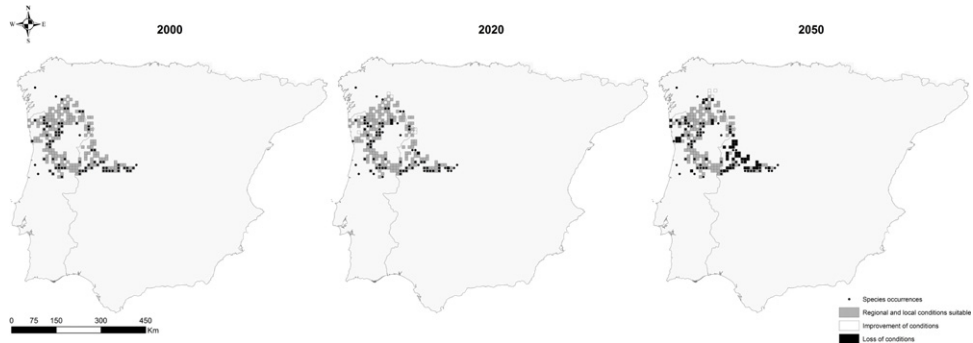 N
W E
S
2000
2020
2050
0 75 150 300 450
Km
Species occurrences
Regional and local conditions suitable
Improvement of conditions
Loss of conditions